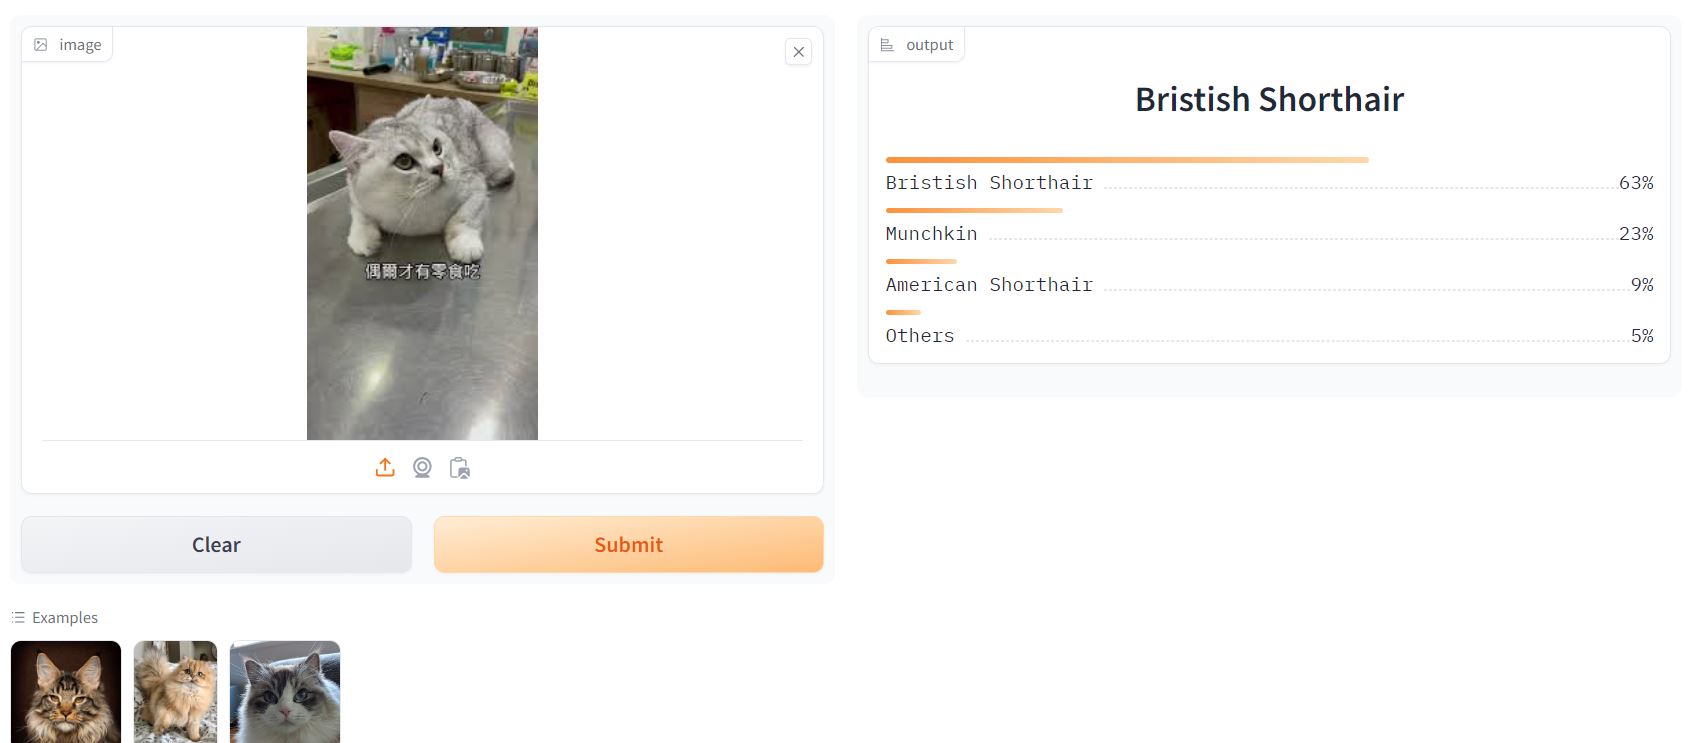 image
偶爾才有零食吃
Clear
Submit
Examples
output
Bristish Shorthair
Bristish Shorthair 63%
Munchkin 23%
American Shorthair 9%
Others 5%